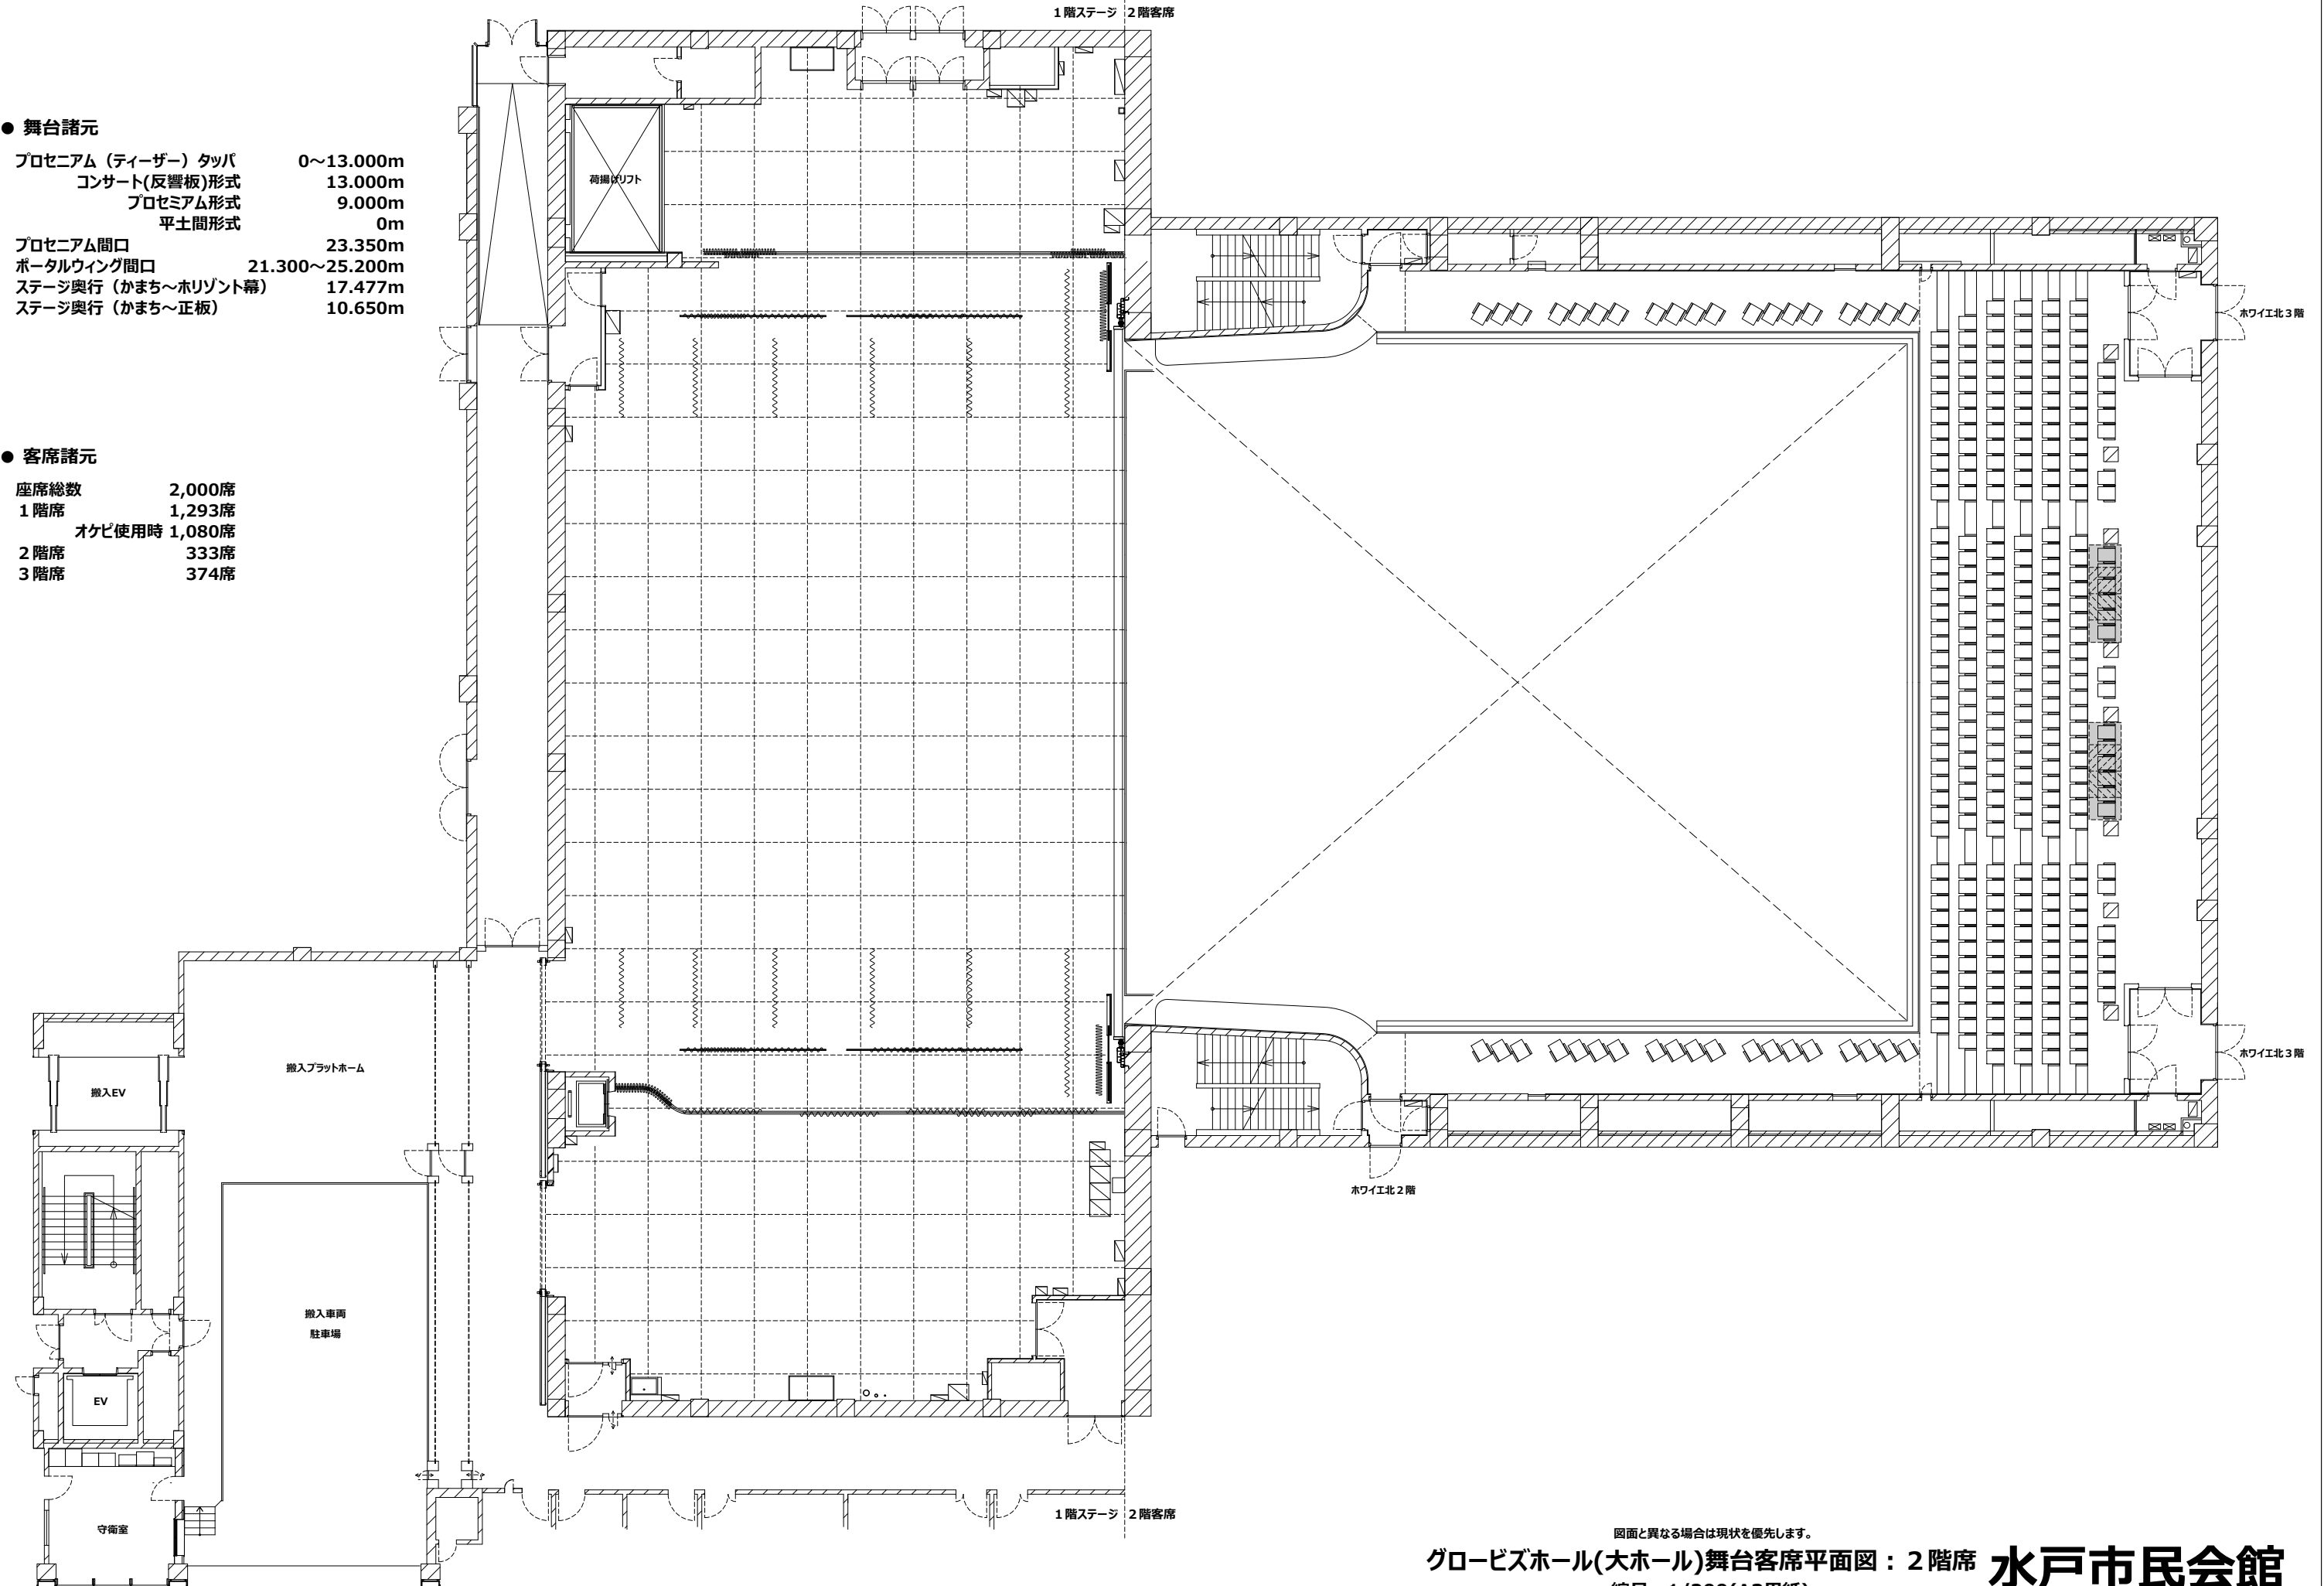 1階ステージ 2階客席
● 舞台諸元
プロセニアム（ティーザー）タッパ 0～13.000m
コンサート(反響板)形式 13.000m
プロセミアム形式 9.000m
平土間形式 0m
プロセニアム間口 23.350m
ポータルウィング間口 21.300～25.200m
ステージ奥行（かまち～ホリゾント幕） 17.477m
ステージ奥行（かまち～正板） 10.650m
荷揚げリフト
ホワイエ北3階
● 客席諸元
座席総数 2,000席
1階席 1,293席
オケピ使用時 1,080席
2階席 333席
3階席 374席
搬入プラットホーム
搬入EV
ホワイエ北3階
ホワイエ北2階
搬入車両
駐車場
EV
守衛室
1階ステージ 2階客席
図面と異なる場合は現状を優先します。
グロービズホール(大ホール)舞台客席平面図：2階席
水戸市民会館